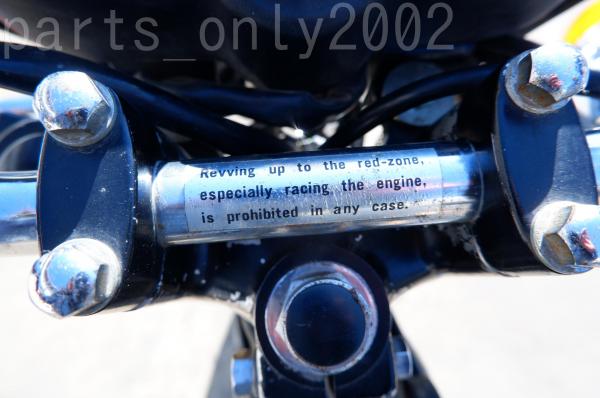 parts_only2002
Revving up to the red-zone,
especially racing the engine,
is prohibited in any case.